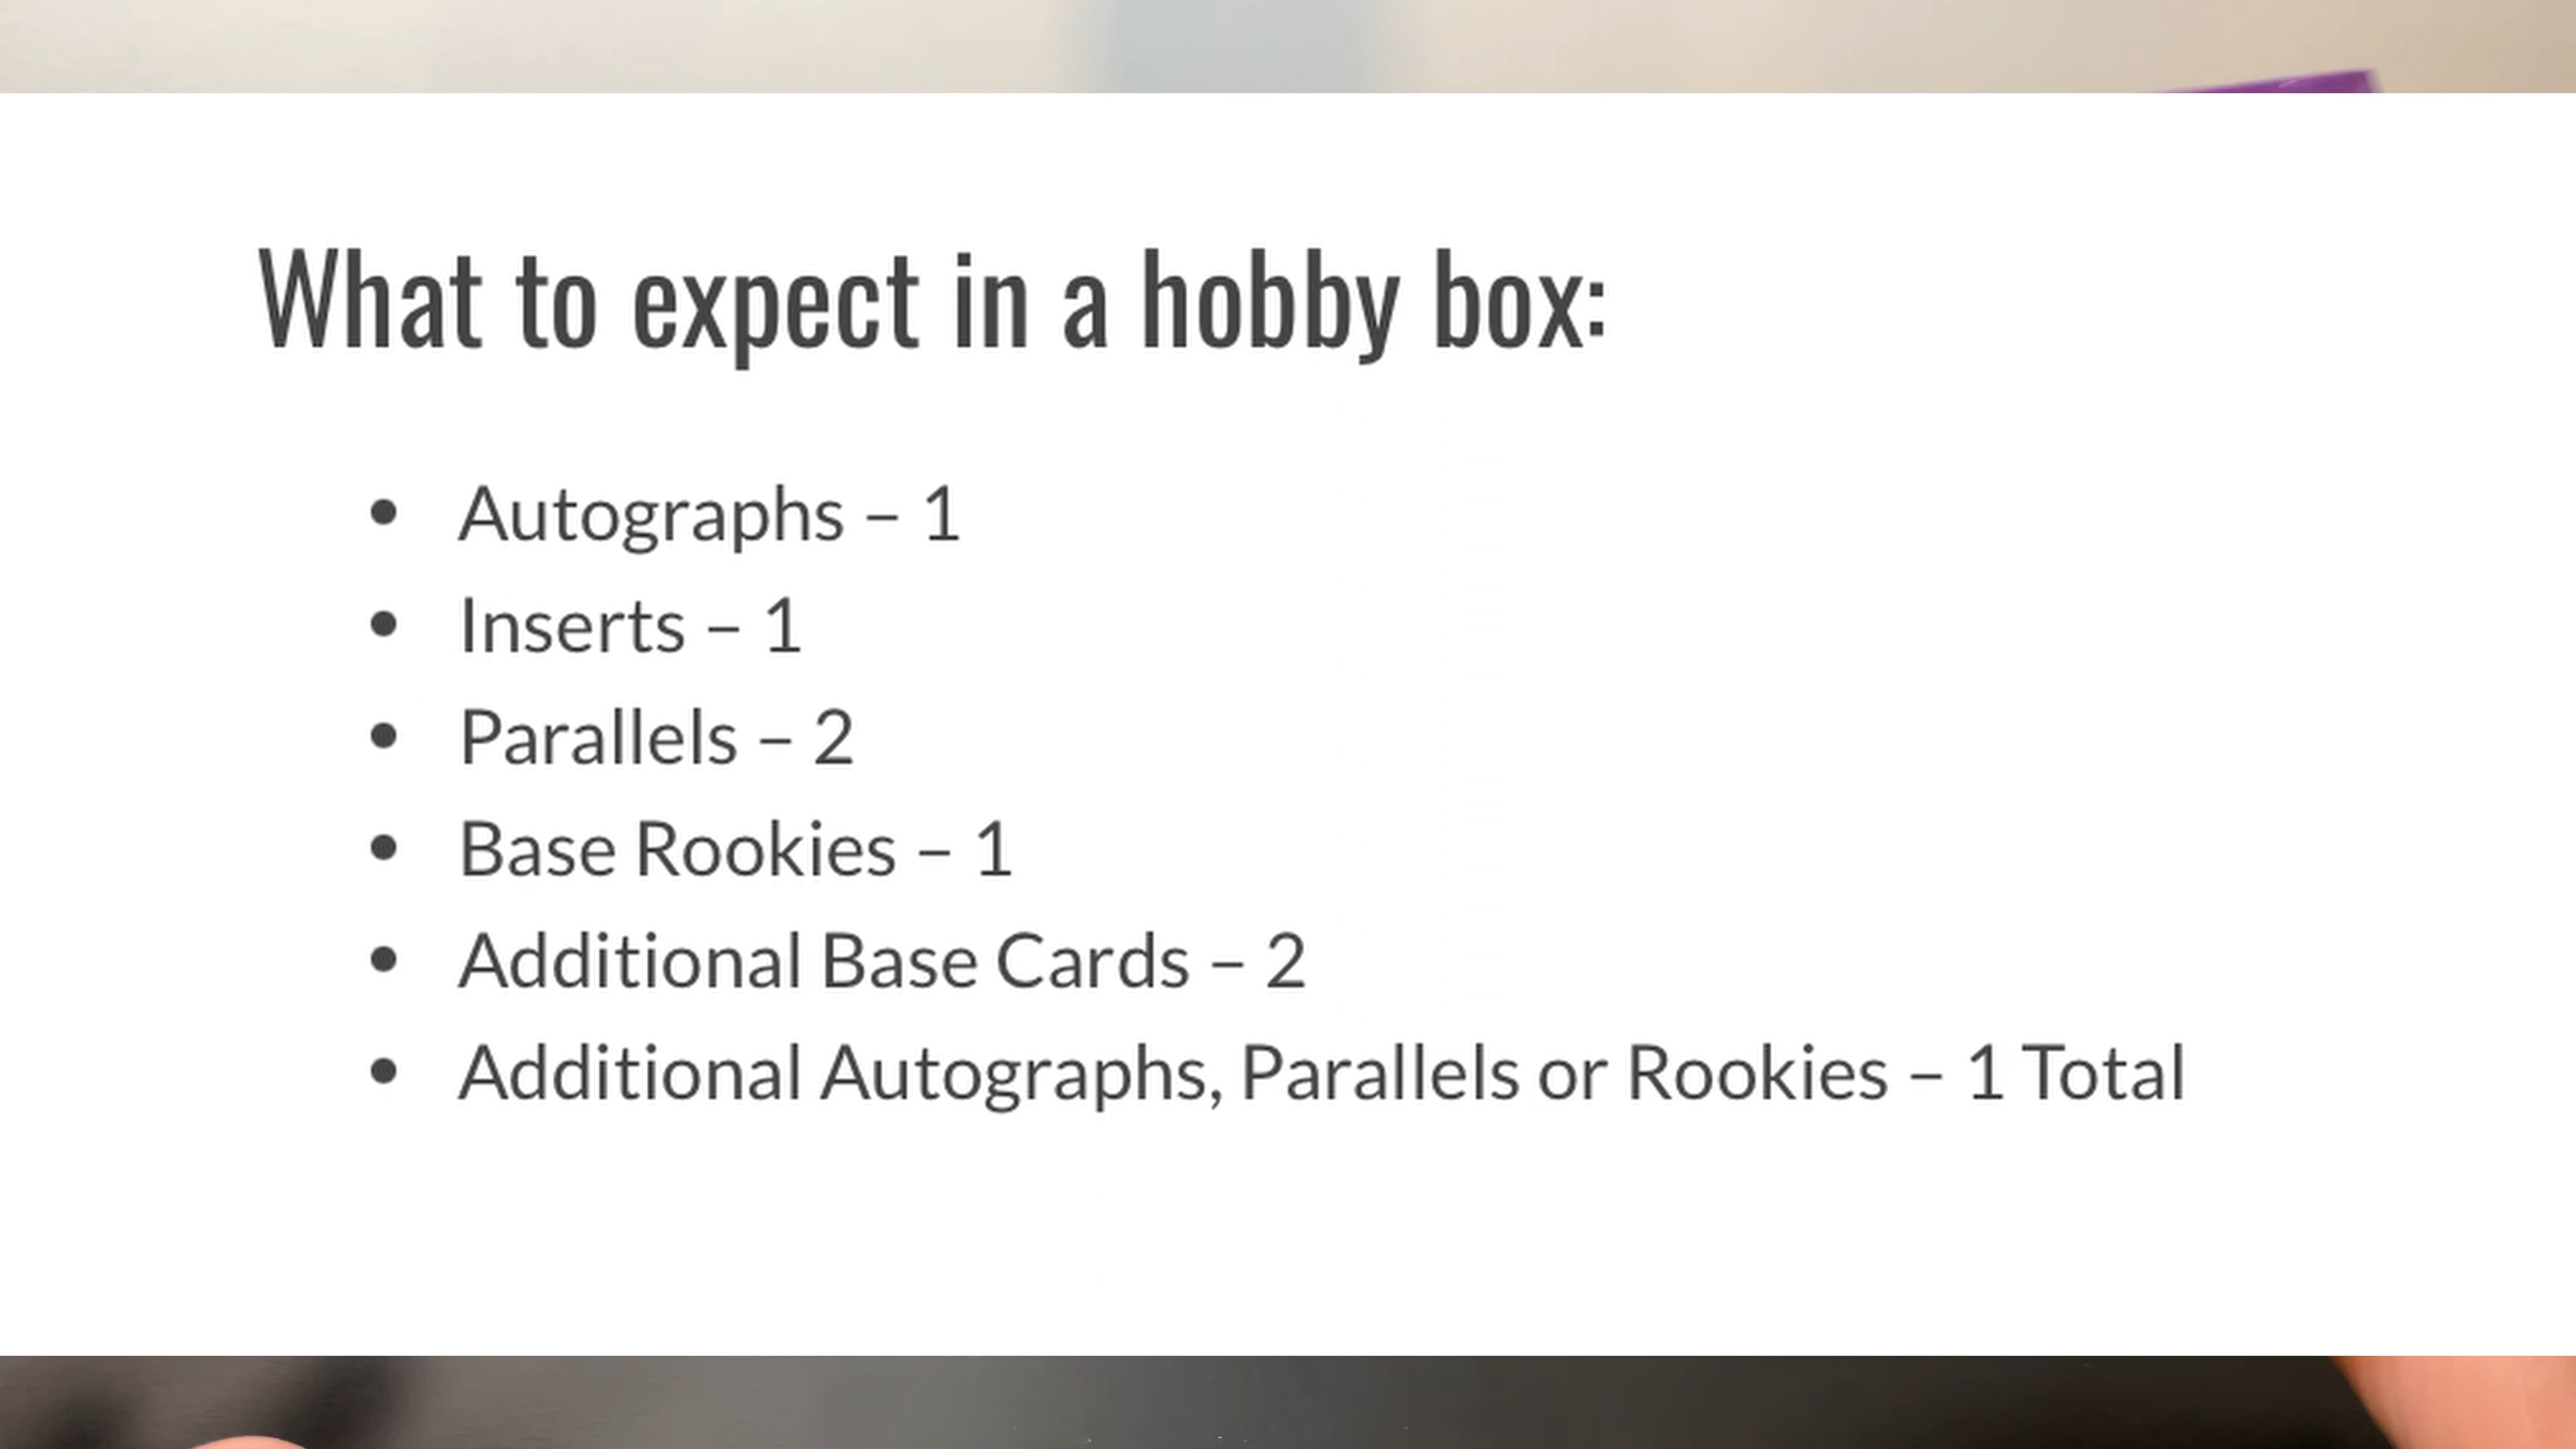 What to expect in a hobby box:
• Autographs – 1
• Inserts – 1
• Parallels – 2
• Base Rookies – 1
• Additional Base Cards – 2
• Additional Autographs, Parallels or Rookies – 1 Total